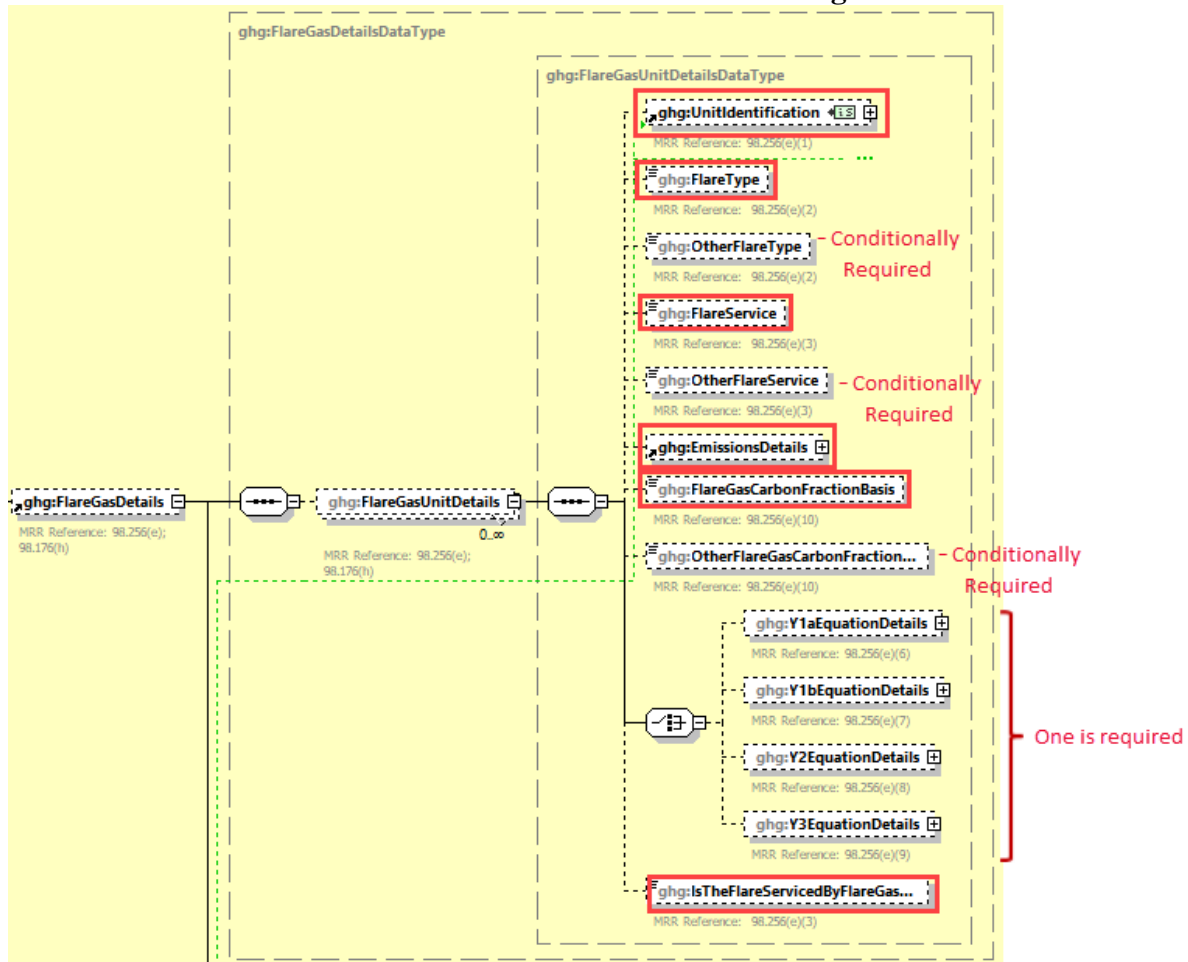 ghg:FlareGasDetailsDataType
ghg:FlareGasUnitDetailsDataType
ghg:UnitIdentification
MRR Reference: 98.256(e)(1)
ghg:FlareType
MRR Reference: 98.256(e)(2)
ghg:OtherFlareType
- Conditionally
Required
MRR Reference: 98.256(e)(2)
ghg:FlareService
MRR Reference: 98.256(e)(3)
ghg:OtherFlareService
- Conditionally
Required
MRR Reference: 98.256(e)(3)
ghg:EmissionsDetails
ghg:FlareGasCarbonFractionBasis
MRR Reference: 98.256(e)(10)
ghg:FlareGasDetails
MRR Reference: 98.256(e);
98.176(h)
ghg:FlareGasUnitDetails
0..∞
MRR Reference: 98.256(e);
98.176(h)
ghg:OtherFlareGasCarbonFraction...
- Conditionally
Required
MRR Reference: 98.256(e)(10)
ghg:Y1aEquationDetails
MRR Reference: 98.256(e)(6)
ghg:Y1bEquationDetails
MRR Reference: 98.256(e)(7)
One is required
ghg:Y2EquationDetails
MRR Reference: 98.256(e)(8)
ghg:Y3EquationDetails
MRR Reference: 98.256(e)(9)
ghg:IsTheFlareServicedByFlareGas...
MRR Reference: 98.256(e)(3)